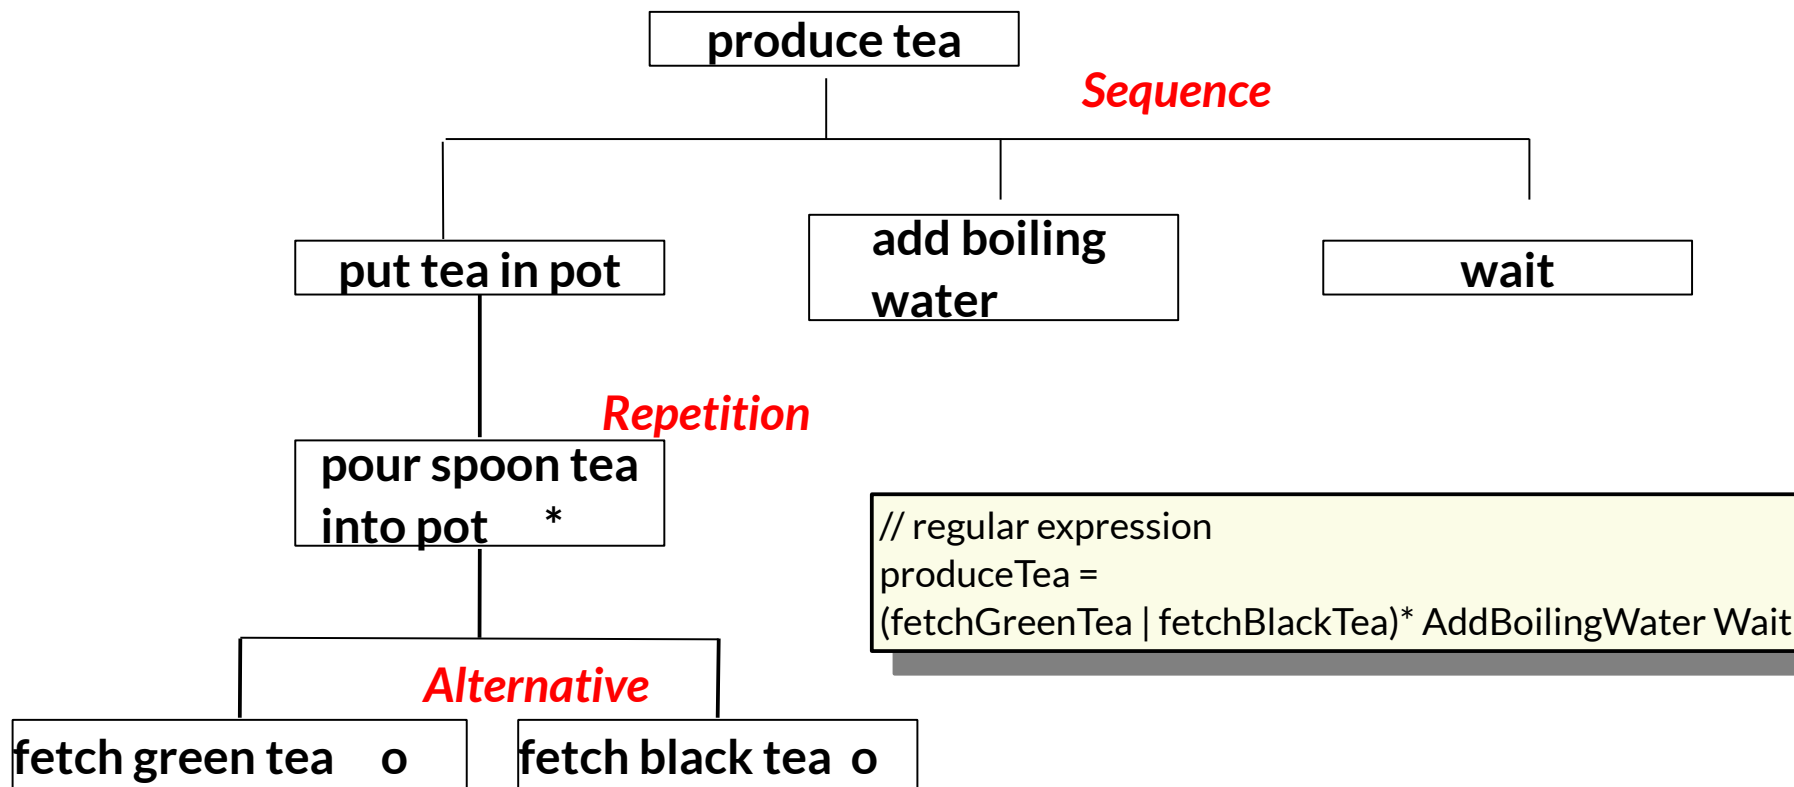 produce tea
Sequence
put tea in pot
add boiling
water
wait
Repetition
pour spoon tea
into pot *
// regular expression
produceTea =
(fetchGreenTea | fetchBlackTea)* AddBoilingWater Wait
Alternative
fetch green tea o
fetch black tea o